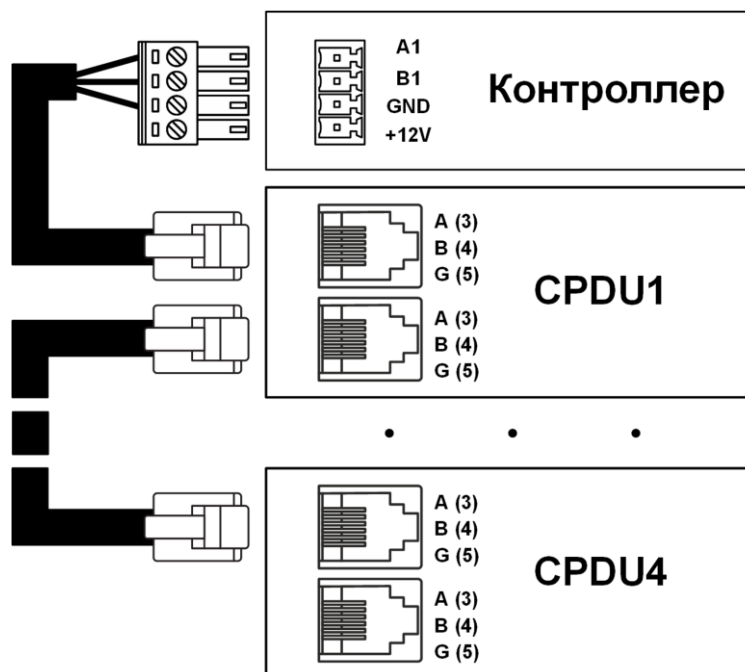 A1
B1
GND
+12V
Контроллер
A (3)
B (4)
G (5)
A (3)
B (4)
G (5)
CPDU1
A (3)
B (4)
G (5)
A (3)
B (4)
G (5)
CPDU4